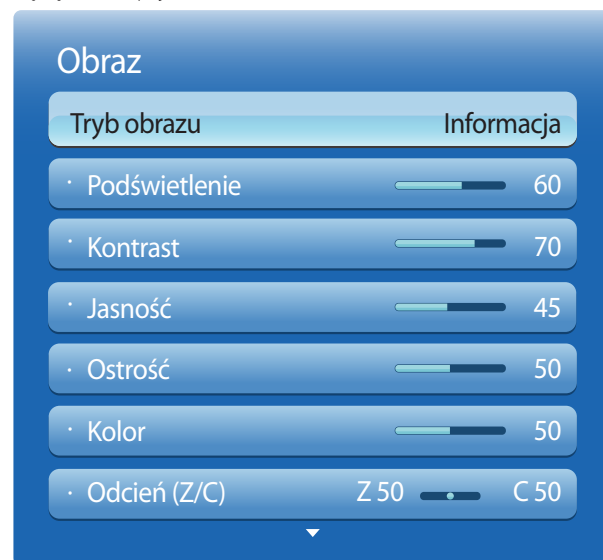 Obraz
Tryb obrazu Informacja
· Podświetlenie 60
· Kontrast 70
· Jasność 45
· Ostrość 50
· Kolor 50
· Odcień (Z/C) Z 50 C 50